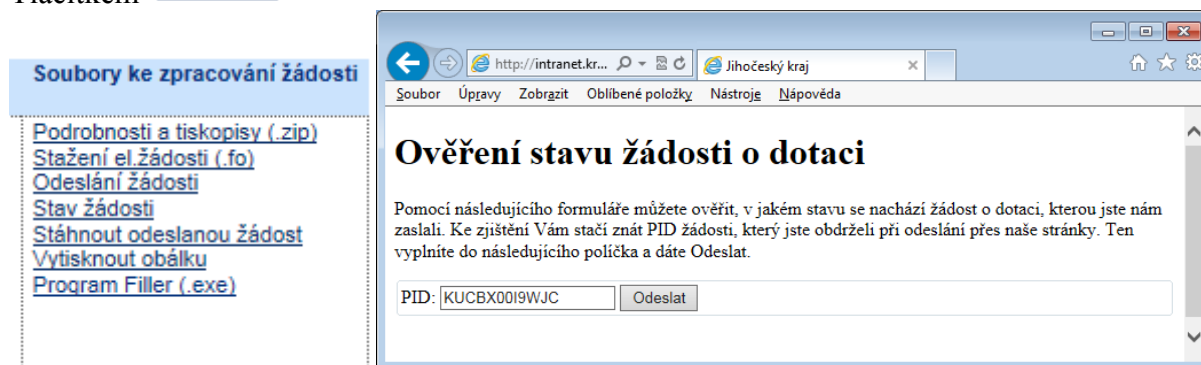 Soubory ke zpracování žádosti
Podrobnosti a tiskopisy (.zip)
Stažení el.žádosti (.fo)
Odeslání žádosti
Stav žádosti
Stáhnout odeslanou žádost
Vytisknout obálku
Program Filler (.exe)
http://intranet.kr...
Jihočeský kraj
Soubor Úpravy Zobrazit Oblíbené položky Nástroje Nápověda
Ověření stavu žádosti o dotaci
Pomocí následujícího formuláře můžete ověřit, v jakém stavu se nachází žádost o dotaci, kterou jste nám
zaslali. Ke zjištění Vám stačí znát PID žádosti, který jste obdrželi při odeslání přes naše stránky. Ten
vyplníte do následujícího políčka a dáte Odeslat.
PID: KUCBX00I9WJC Odeslat